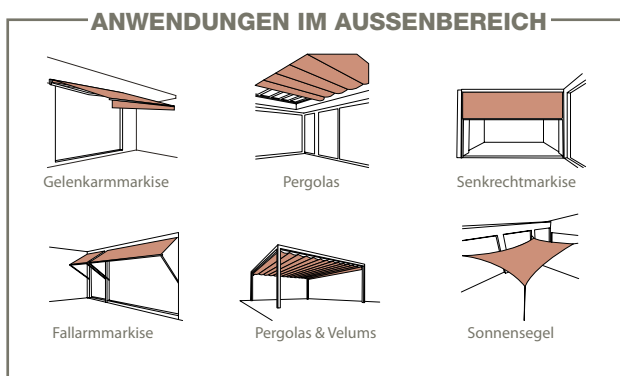 ANWENDUNGEN IM AUSSENBEREICH
Gelenkarmmarkise
Pergolas
Senkrechtmarkise
Fallarmmarkise
Pergolas & Velums
Sonnensegel